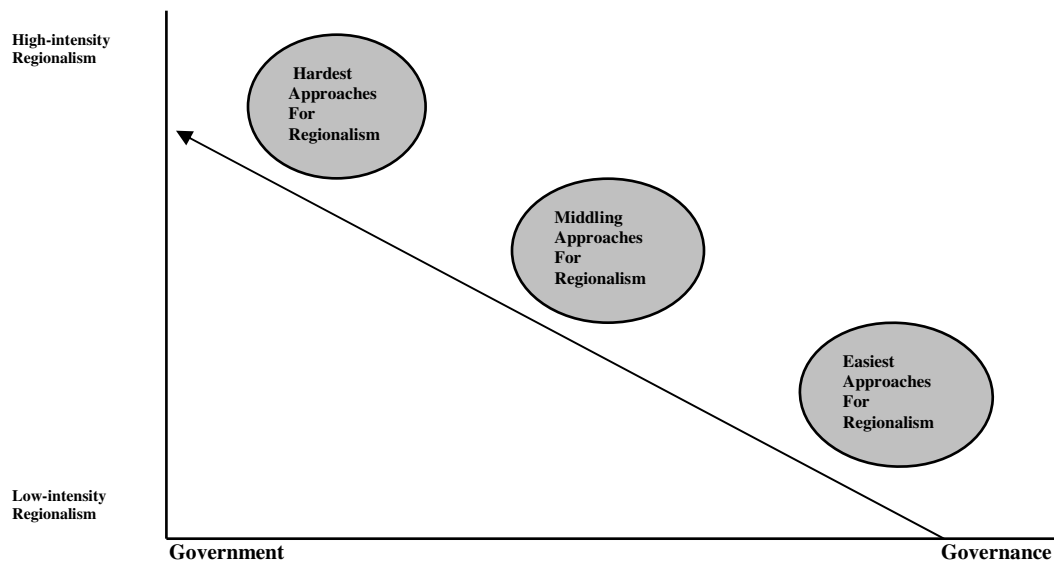 High-intensity
Regionalism
Hardest
Approaches
For
Regionalism
Middling
Approaches
For
Regionalism
Easiest
Approaches
For
Regionalism
Low-intensity
Regionalism
Government
Governance